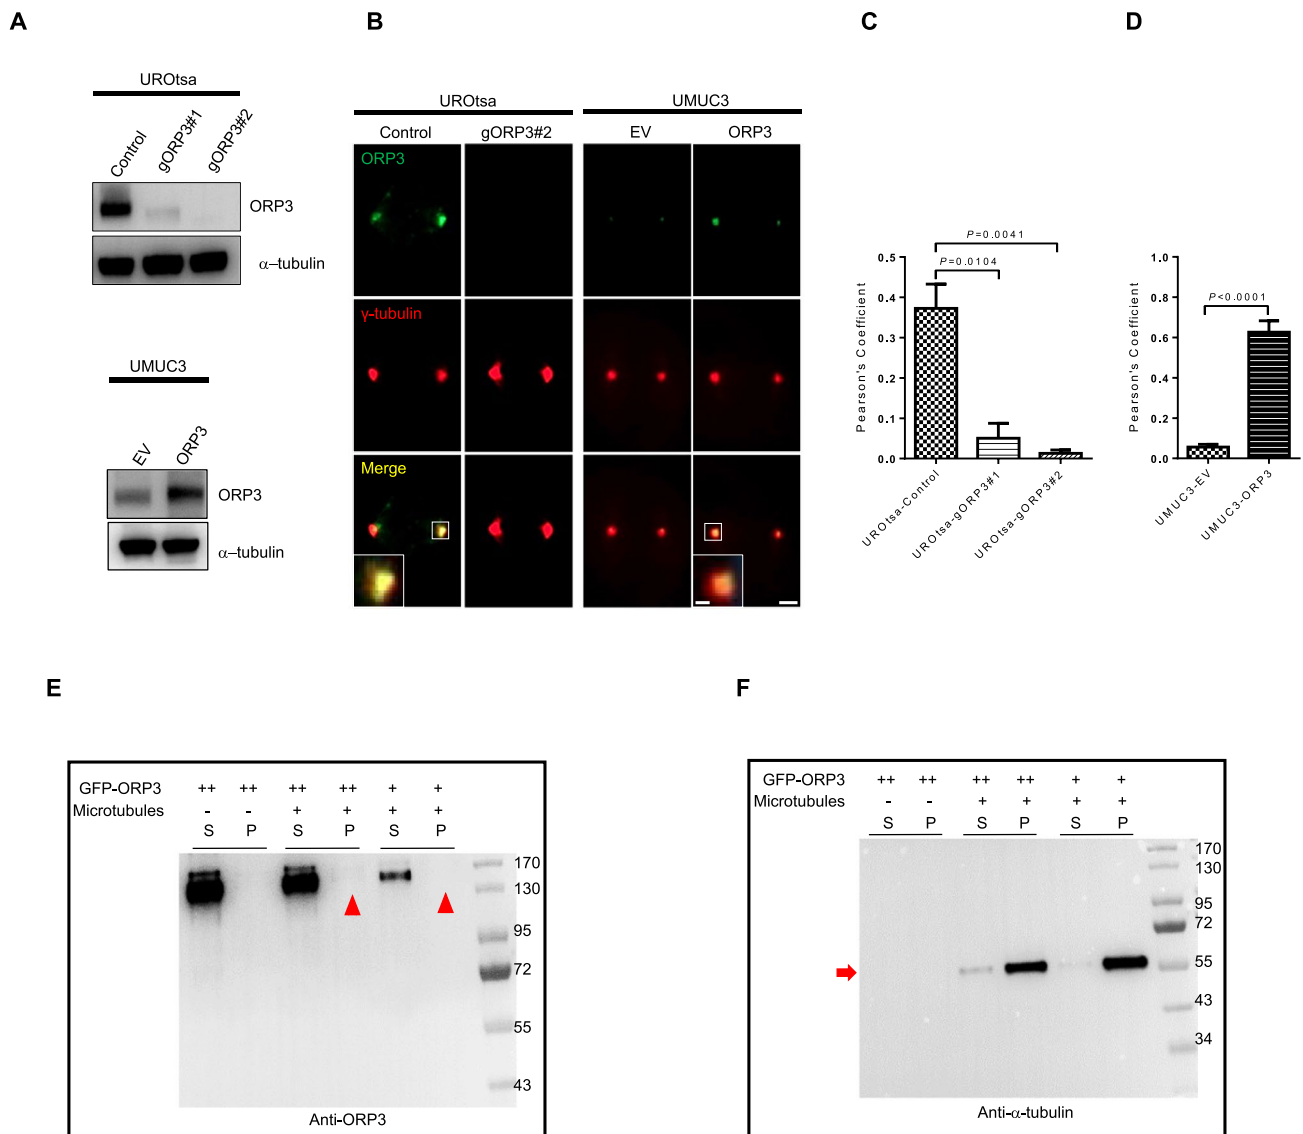 A
UROtsa
Control
gORP3#1
gORP3#2
ORP3
α–tubulin
UMUC3
EV
ORP3
ORP3
α–tubulin
B
UROtsa
UMUC3
Control
gORP3#2
EV
ORP3
ORP3
γ-tubulin
Merge
C
P=0.0041
P=0.0104
Pearson's Coefficient
0.5
0.4
0.3
0.2
0.1
0.0
UROtsa-Control
UROtsa-gORP3#1
UROtsa-gORP3#2
D
P<0.0001
Pearson's Coefficient
1.0
0.8
0.6
0.4
0.2
0.0
UMUC3-EV
UMUC3-ORP3
E
GFP-ORP3 ++ ++ ++ ++ + +
Microtubules - - + + + +
S P S P S P
170
130
95
72
55
43
Anti-ORP3
F
GFP-ORP3 ++ ++ ++ ++ + +
Microtubules - - + + + +
S P S P S P
170
130
95
72
55
43
34
Anti-α-tubulin